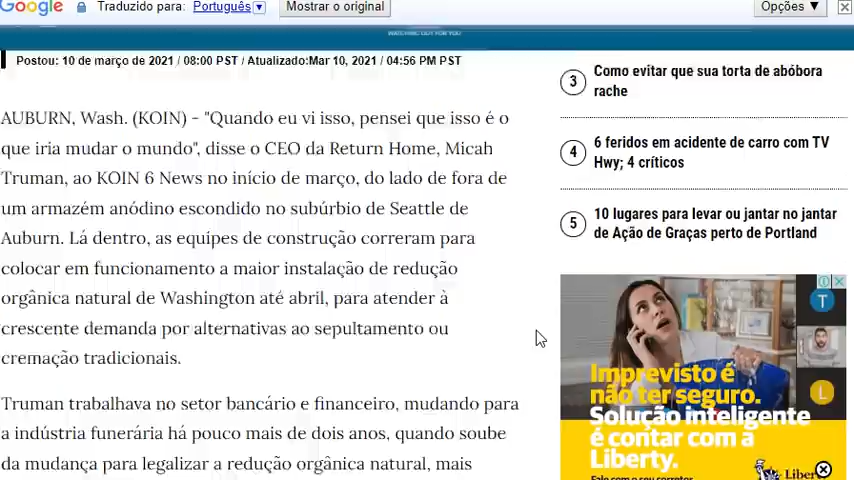 Google Traduzido para: Português Mostrar o original Opções ▼
WATCHING OUT FOR YOU
Postou: 10 de março de 2021 / 08:00 PST / Atualizado:Mar 10, 2021 / 04:56 PM PST
AUBURN, Wash. (KOIN) - "Quando eu vi isso, pensei que isso é o
que iria mudar o mundo", disse o CEO da Return Home, Micah
Truman, ao KOIN 6 News no início de março, do lado de fora de
um armazém anódino escondido no subúrbio de Seattle de
Auburn. Lá dentro, as equipes de construção correram para
colocar em funcionamento a maior instalação de redução
orgânica natural de Washington até abril, para atender à
crescente demanda por alternativas ao sepultamento ou
cremação tradicionais.
Truman trabalhava no setor bancário e financeiro, mudando para
a indústria funerária há pouco mais de dois anos, quando soube
da mudança para legalizar a redução orgânica natural, mais
3
Como evitar que sua torta de abóbora
rache
4
6 feridos em acidente de carro com TV
Hwy; 4 críticos
5
10 lugares para levar ou jantar no jantar
de Ação de Graças perto de Portland
T
L
Imprevisto é
não ter seguro.
Solução inteligente
é contar com a
Liberty.
Fale com o seu corretor
Liber